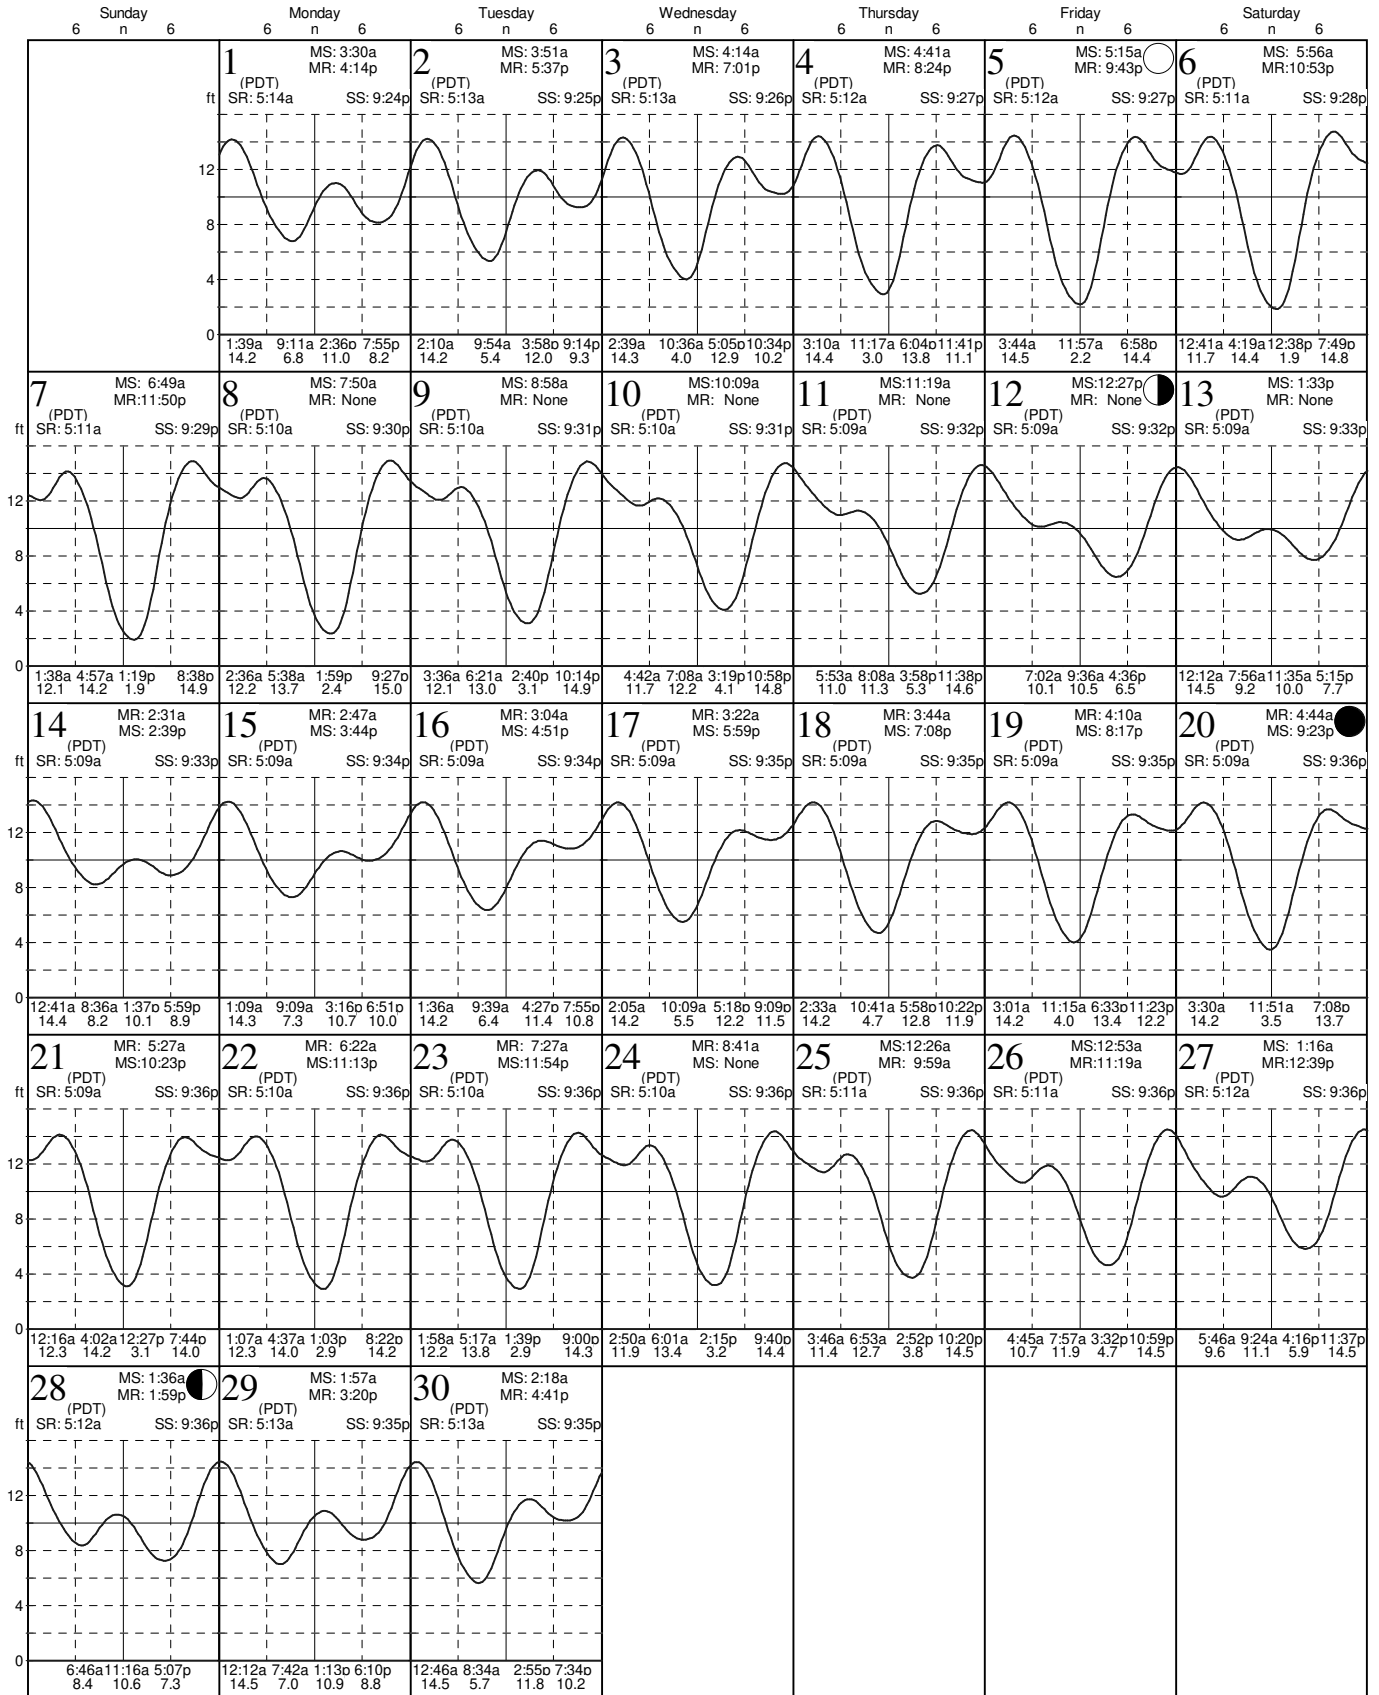 Sunday Monday Tuesday Wednesday Thursday Friday Saturday
6 n 6 6 n 6 6 n 6 6 n 6 6 n 6 6 n 6 6 n 6
1 MS: 3:30a 2 MS: 3:51a 3 MS: 4:14a 4 MS: 4:41a 5 MS: 5:15a 6 MS: 5:56a
MR: 4:14p MR: 5:37p MR: 7:01p MR: 8:24p MR: 9:43p MR:10:53p
(PDT) (PDT) (PDT) (PDT) (PDT) (PDT)
ft SR: 5:14a SS: 9:24p SR: 5:13a SS: 9:25p SR: 5:13a SS: 9:26p SR: 5:12a SS: 9:27p SR: 5:12a SS: 9:27p SR: 5:11a SS: 9:28p
12
8
4
0
1:39a 9:11a 2:36p 7:55p 2:10a 9:54a 3:58p 9:14p 2:39a 10:36a 5:05p 10:34p 3:10a 11:17a 6:04p 11:41p 3:44a 11:57a 6:58p 12:41a 4:19a 12:38p 7:49p
14.2 6.8 11.0 8.2 14.2 5.4 12.0 9.3 14.3 4.0 12.9 10.2 14.4 3.0 13.8 11.1 14.5 2.2 14.4 11.7 14.4 1.9 14.8
7 MS: 6:49a 8 MS: 7:50a 9 MS: 8:58a 10 MS:10:09a 11 MS:11:19a 12 MS:12:27p 13 MS: 1:33p
MR:11:50p MR: None MR: None MR: None MR: None MR: None MR: None
(PDT) (PDT) (PDT) (PDT) (PDT) (PDT) (PDT)
ft SR: 5:11a SS: 9:29p SR: 5:10a SS: 9:30p SR: 5:10a SS: 9:31p SR: 5:10a SS: 9:31p SR: 5:09a SS: 9:32p SR: 5:09a SS: 9:32p SR: 5:09a SS: 9:33p
12
8
4
0
1:38a 4:57a 1:19p 8:38p 2:36a 5:38a 1:59p 9:27p 3:36a 6:21a 2:40p 10:14p 4:42a 7:08a 3:19p 10:58p 5:53a 8:08a 3:58p 11:38p 7:02a 9:36a 4:36p 12:12a 7:56a 11:35a 5:15p
12.1 14.2 1.9 14.9 12.2 13.7 2.4 15.0 12.1 13.0 3.1 14.9 11.7 12.2 4.1 14.8 11.0 11.3 5.3 14.6 10.1 10.5 6.5 14.5 9.2 10.0 7.7
14 MR: 2:31a 15 MR: 2:47a 16 MR: 3:04a 17 MR: 3:22a 18 MR: 3:44a 19 MR: 4:10a 20 MR: 4:44a
MS: 2:39p MS: 3:44p MS: 4:51p MS: 5:59p MS: 7:08p MS: 8:17p MS: 9:23p
(PDT) (PDT) (PDT) (PDT) (PDT) (PDT) (PDT)
ft SR: 5:09a SS: 9:33p SR: 5:09a SS: 9:34p SR: 5:09a SS: 9:34p SR: 5:09a SS: 9:35p SR: 5:09a SS: 9:35p SR: 5:09a SS: 9:35p SR: 5:09a SS: 9:36p
12
8
4
0
12:41a 8:36a 1:37p 5:59p 1:09a 9:09a 3:16p 6:51p 1:36a 9:39a 4:27p 7:55p 2:05a 10:09a 5:18p 9:09p 2:33a 10:41a 5:58p 10:22p 3:01a 11:15a 6:33p 11:23p 3:30a 11:51a 7:08p
14.4 8.2 10.1 8.9 14.3 7.3 10.7 10.0 14.2 6.4 11.4 10.8 14.2 5.5 12.2 11.5 14.2 4.7 12.8 11.9 14.2 4.0 13.4 12.2 14.2 3.5 13.7
21 MR: 5:27a 22 MR: 6:22a 23 MR: 7:27a 24 MR: 8:41a 25 MS:12:26a 26 MS:12:53a 27 MS: 1:16a
MS:10:23p MS:11:13p MS:11:54p MS: None MR: 9:59a MR:11:19a MR:12:39p
(PDT) (PDT) (PDT) (PDT) (PDT) (PDT) (PDT)
ft SR: 5:09a SS: 9:36p SR: 5:10a SS: 9:36p SR: 5:10a SS: 9:36p SR: 5:10a SS: 9:36p SR: 5:11a SS: 9:36p SR: 5:11a SS: 9:36p SR: 5:12a SS: 9:36p
12
8
4
0
12:16a 4:02a 12:27p 7:44p 1:07a 4:37a 1:03p 8:22p 1:58a 5:17a 1:39p 9:00p 2:50a 6:01a 2:15p 9:40p 3:46a 6:53a 2:52p 10:20p 4:45a 7:57a 3:32p 10:59p 5:46a 9:24a 4:16p 11:37p
12.3 14.2 3.1 14.0 12.3 14.0 2.9 14.2 12.2 13.8 2.9 14.3 11.9 13.4 3.2 14.4 11.4 12.7 3.8 14.5 10.7 11.9 4.7 14.5 9.6 11.1 5.9 14.5
28 MS: 1:36a 29 MS: 1:57a 30 MS: 2:18a
MR: 1:59p MR: 3:20p MR: 4:41p
(PDT) (PDT) (PDT)
ft SR: 5:12a SS: 9:36p SR: 5:13a SS: 9:35p SR: 5:13a SS: 9:35p
12
8
4
0
6:46a 11:16a 5:07p 12:12a 7:42a 1:13p 6:10p 12:46a 8:34a 2:55p 7:34p
8.4 10.6 7.3 14.5 7.0 10.9 8.8 14.5 5.7 11.8 10.2